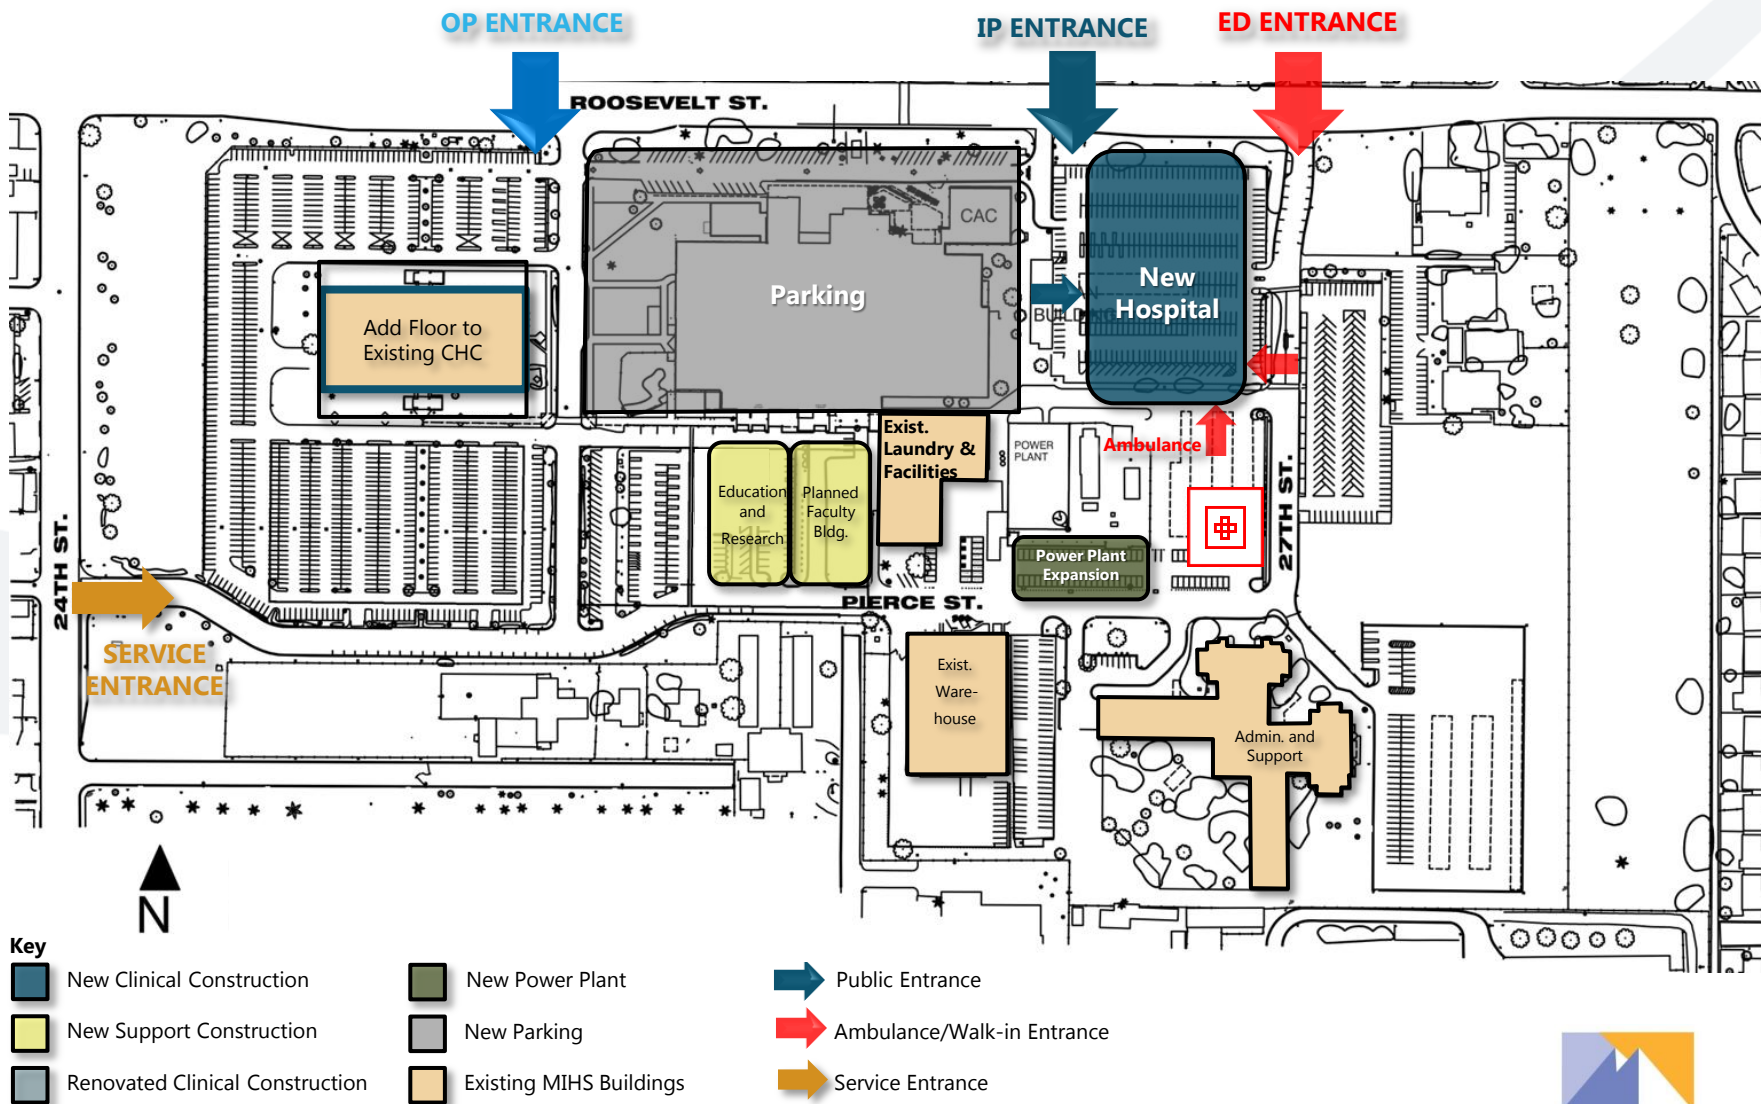 OP ENTRANCE
IP ENTRANCE
ED ENTRANCE
ROOSEVELT ST.
CAC
Parking
New
Hospital
BUILDING
Add Floor to
Existing CHC
Exist.
Laundry &
Facilities
POWER
PLANT
Ambulance
Education
and
Research
Planned
Faculty
Bldg.
Power Plant
Expansion
24TH ST.
27TH ST.
PIERCE ST.
SERVICE
ENTRANCE
Exist.
Ware-
house
Admin. and
Support
N
Key
New Clinical Construction
New Power Plant
Public Entrance
New Support Construction
New Parking
Ambulance/Walk-in Entrance
Renovated Clinical Construction
Existing MIHS Buildings
Service Entrance